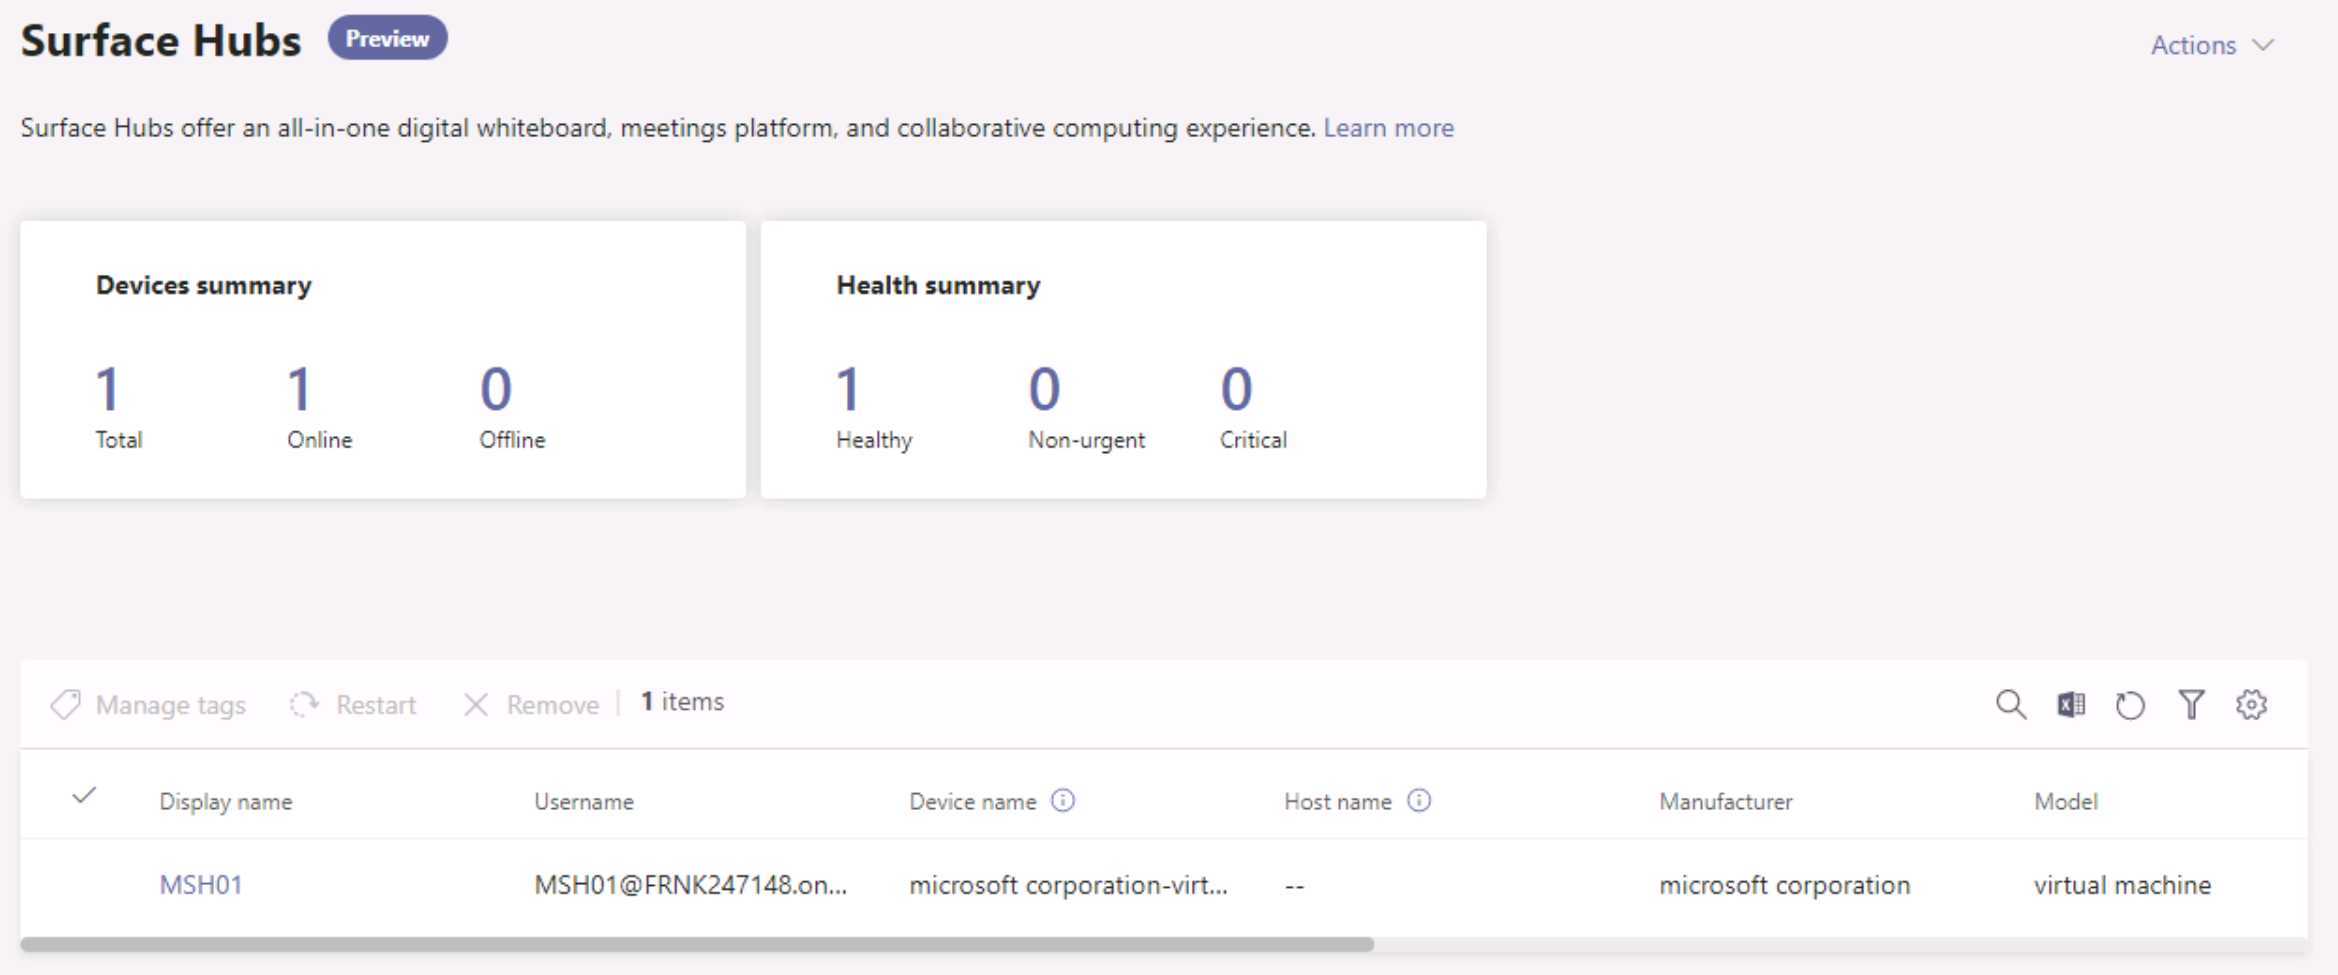 Surface Hubs Preview
Actions
Surface Hubs offer an all-in-one digital whiteboard, meetings platform, and collaborative computing experience. Learn more
Devices summary
1 1 0
Total Online Offline
Health summary
1 0 0
Healthy Non-urgent Critical
Manage tags Restart Remove 1 items
Display name Username Device name Host name Manufacturer Model
MSH01 MSH01@FRNK247148.on... microsoft corporation-virt... -- microsoft corporation virtual machine